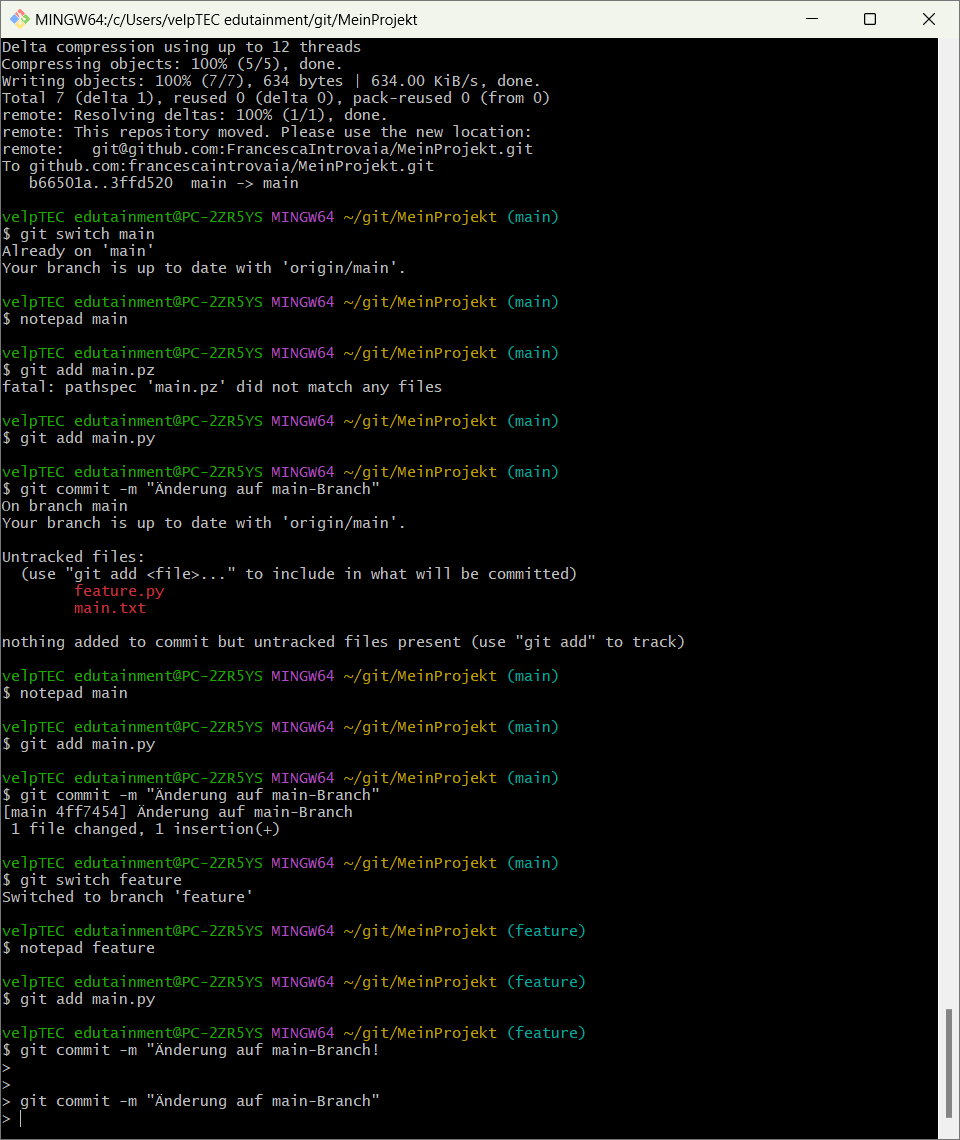 MINGW64:/c/Users/velpTEC edutainment/git/MeinProjekt
Delta compression using up to 12 threads
Compressing objects: 100% (5/5), done.
Writing objects: 100% (7/7), 634 bytes | 634.00 KiB/s, done.
Total 7 (delta 1), reused 0 (delta 0), pack-reused 0 (from 0)
remote: Resolving deltas: 100% (1/1), done.
remote: This repository moved. Please use the new location:
remote:   git@github.com:FrancescaIntrovaia/MeinProjekt.git
To github.com:francescaintrovaia/MeinProjekt.git
   b66501a..3ffd520  main -> main
velpTEC edutainment@PC-2ZR5YS MINGW64 ~/git/MeinProjekt (main)
$ git switch main
Already on 'main'
Your branch is up to date with 'origin/main'.
velpTEC edutainment@PC-2ZR5YS MINGW64 ~/git/MeinProjekt (main)
$ notepad main
velpTEC edutainment@PC-2ZR5YS MINGW64 ~/git/MeinProjekt (main)
$ git add main.pz
fatal: pathspec 'main.pz' did not match any files
velpTEC edutainment@PC-2ZR5YS MINGW64 ~/git/MeinProjekt (main)
$ git add main.py
velpTEC edutainment@PC-2ZR5YS MINGW64 ~/git/MeinProjekt (main)
$ git commit -m "Änderung auf main-Branch"
On branch main
Your branch is up to date with 'origin/main'.
Untracked files:
  (use "git add <file>..." to include in what will be committed)
        feature.py
        main.txt
nothing added to commit but untracked files present (use "git add" to track)
velpTEC edutainment@PC-2ZR5YS MINGW64 ~/git/MeinProjekt (main)
$ notepad main
velpTEC edutainment@PC-2ZR5YS MINGW64 ~/git/MeinProjekt (main)
$ git add main.py
velpTEC edutainment@PC-2ZR5YS MINGW64 ~/git/MeinProjekt (main)
$ git commit -m "Änderung auf main-Branch"
[main 4ff7454] Änderung auf main-Branch
 1 file changed, 1 insertion(+)
velpTEC edutainment@PC-2ZR5YS MINGW64 ~/git/MeinProjekt (main)
$ git switch feature
Switched to branch 'feature'
velpTEC edutainment@PC-2ZR5YS MINGW64 ~/git/MeinProjekt (feature)
$ notepad feature
velpTEC edutainment@PC-2ZR5YS MINGW64 ~/git/MeinProjekt (feature)
$ git add main.py
velpTEC edutainment@PC-2ZR5YS MINGW64 ~/git/MeinProjekt (feature)
$ git commit -m "Änderung auf main-Branch!
>
>
> git commit -m "Änderung auf main-Branch"
>